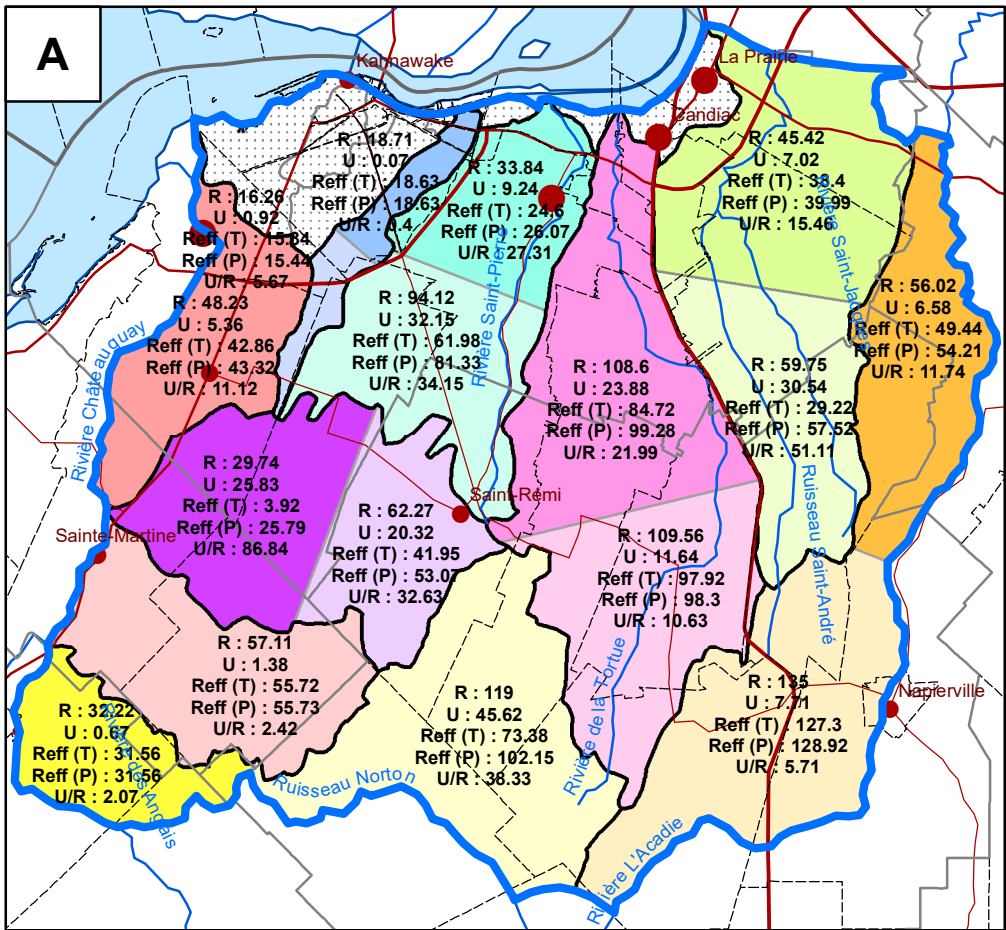 A
Kahnawake
La Prairie
Candiac
R : 18.71
U : 0.07
Reff (T) : 18.63
Reff (P) : 18.63
U/R : 0.4
R : 33.84
U : 9.24
Reff (T) : 24.6
Reff (P) : 26.07
U/R : 27.31
R : 45.42
U : 7.02
Reff (T) : 38.4
Reff (P) : 39.99
U/R : 15.46
R : 16.26
U : 0.92
Reff (T) : 15.34
Reff (P) : 15.44
U/R : 5.67
R : 48.23
U : 5.36
Reff (T) : 42.86
Reff (P) : 43.32
U/R : 11.12
R : 94.12
U : 32.15
Reff (T) : 61.98
Reff (P) : 81.33
U/R : 34.15
R : 56.02
U : 6.58
Reff (T) : 49.44
Reff (P) : 54.21
U/R : 11.74
R : 108.6
U : 23.88
Reff (T) : 84.72
Reff (P) : 99.28
U/R : 21.99
R : 59.75
U : 30.54
Reff (T) : 29.22
Reff (P) : 57.52
U/R : 51.11
Rivière Châteauguay
Rivière Saint-Pierre
Saint-Jacques
R : 29.74
U : 25.83
Reff (T) : 3.92
Reff (P) : 25.79
U/R : 86.84
Saint-Rémi
R : 62.27
U : 20.32
Reff (T) : 41.95
Reff (P) : 53.07
U/R : 32.63
Sainte-Martine
R : 109.56
U : 11.64
Reff (T) : 97.92
Reff (P) : 98.3
U/R : 10.63
Ruisseau Saint-André
R : 57.11
U : 1.38
Reff (T) : 55.72
Reff (P) : 55.73
U/R : 2.42
R : 32.22
U : 0.67
Reff (T) : 31.56
Reff (P) : 31.56
U/R : 2.07
Rivière des Anglais
Ruisseau Norton
R : 119
U : 45.62
Reff (T) : 73.38
Reff (P) : 102.15
U/R : 38.33
Rivière de la Tortue
R : 135
U : 7.71
Reff (T) : 127.3
Reff (P) : 128.92
U/R : 5.71
Napierville
Rivière L'Acadie